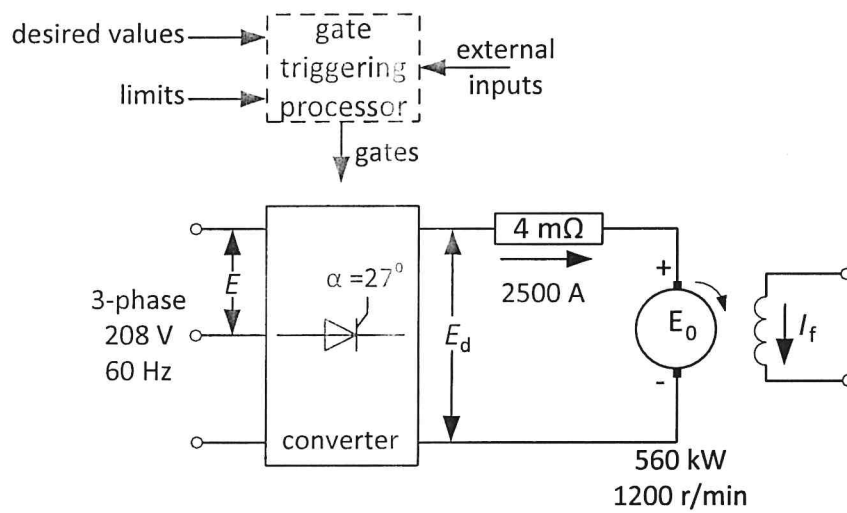 desired values
limits
gate
triggering
processor
external
inputs
gates
3-phase
208 V
60 Hz
E
α =27°
converter
E_d
4 mΩ
2500 A
+
E_0
-
I_f
560 kW
1200 r/min